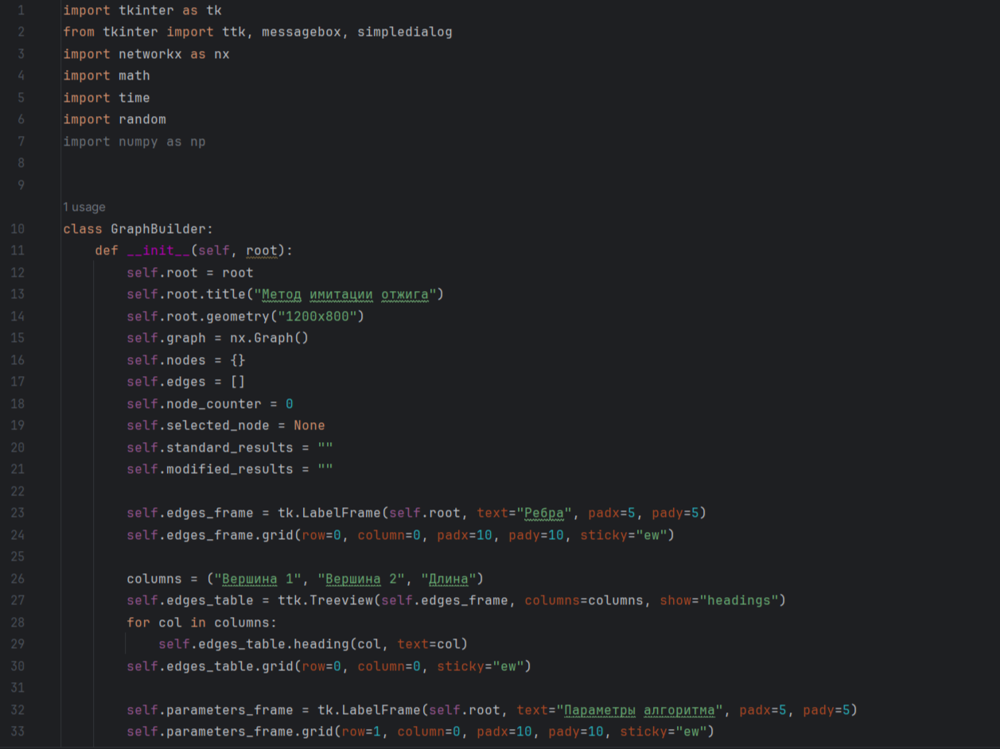 1 import tkinter as tk
2 from tkinter import ttk, messagebox, simpledialog
3 import networkx as nx
4 import math
5 import time
6 import random
7 import numpy as np
8
9
1 usage
10 class GraphBuilder:
11     def __init__(self, root):
12         self.root = root
13         self.root.title("Метод имитации отжига")
14         self.root.geometry("1200x800")
15         self.graph = nx.Graph()
16         self.nodes = {}
17         self.edges = []
18         self.node_counter = 0
19         self.selected_node = None
20         self.standard_results = ""
21         self.modified_results = ""
22
23         self.edges_frame = tk.LabelFrame(self.root, text="Ребра", padx=5, pady=5)
24         self.edges_frame.grid(row=0, column=0, padx=10, pady=10, sticky="ew")
25
26         columns = ("Вершина 1", "Вершина 2", "Длина")
27         self.edges_table = ttk.Treeview(self.edges_frame, columns=columns, show="headings")
28         for col in columns:
29             self.edges_table.heading(col, text=col)
30         self.edges_table.grid(row=0, column=0, sticky="ew")
31
32         self.parameters_frame = tk.LabelFrame(self.root, text="Параметры алгоритма", padx=5, pady=5)
33         self.parameters_frame.grid(row=1, column=0, padx=10, pady=10, sticky="ew")